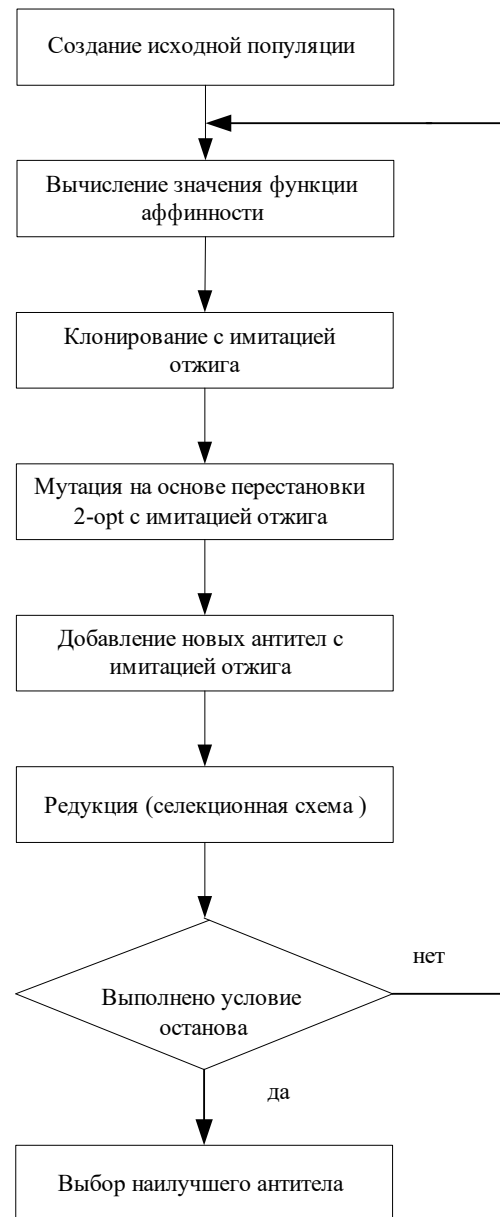 Создание исходной популяции
Вычисление значения функции
аффинности
Клонирование с имитацией
отжига
Мутация на основе перестановки
2-opt с имитацией отжига
Добавление новых антител с
имитацией отжига
Редукция (селекционная схема )
нет
Выполнено условие
останова
да
Выбор наилучшего антитела